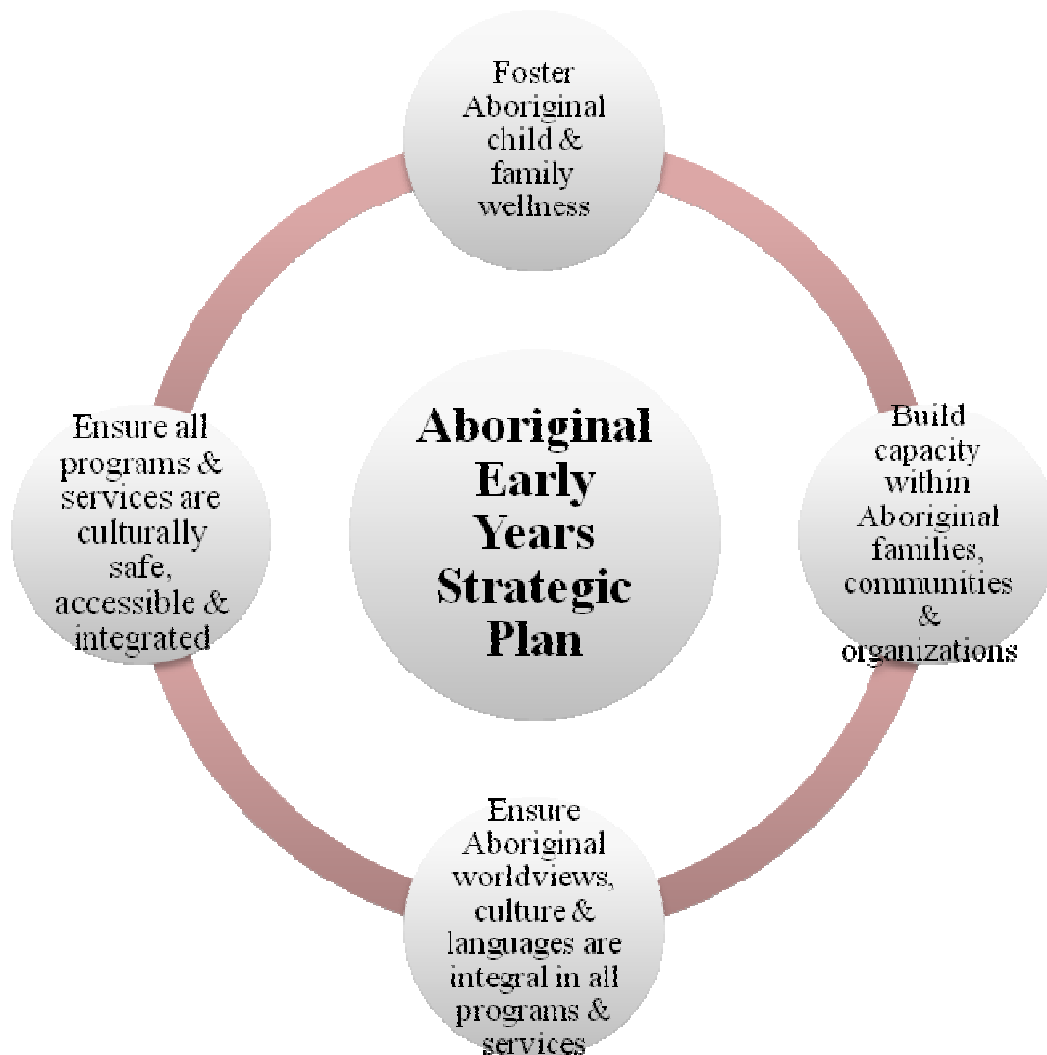 Foster
Aboriginal
child &
family
wellness
Build
capacity
within
Aboriginal
families,
communities
&
organizations
Ensure
Aboriginal
worldviews,
culture &
languages are
integral in all
programs &
services
Ensure all
programs &
services are
culturally
safe,
accessible &
integrated
Aboriginal
Early
Years
Strategic
Plan